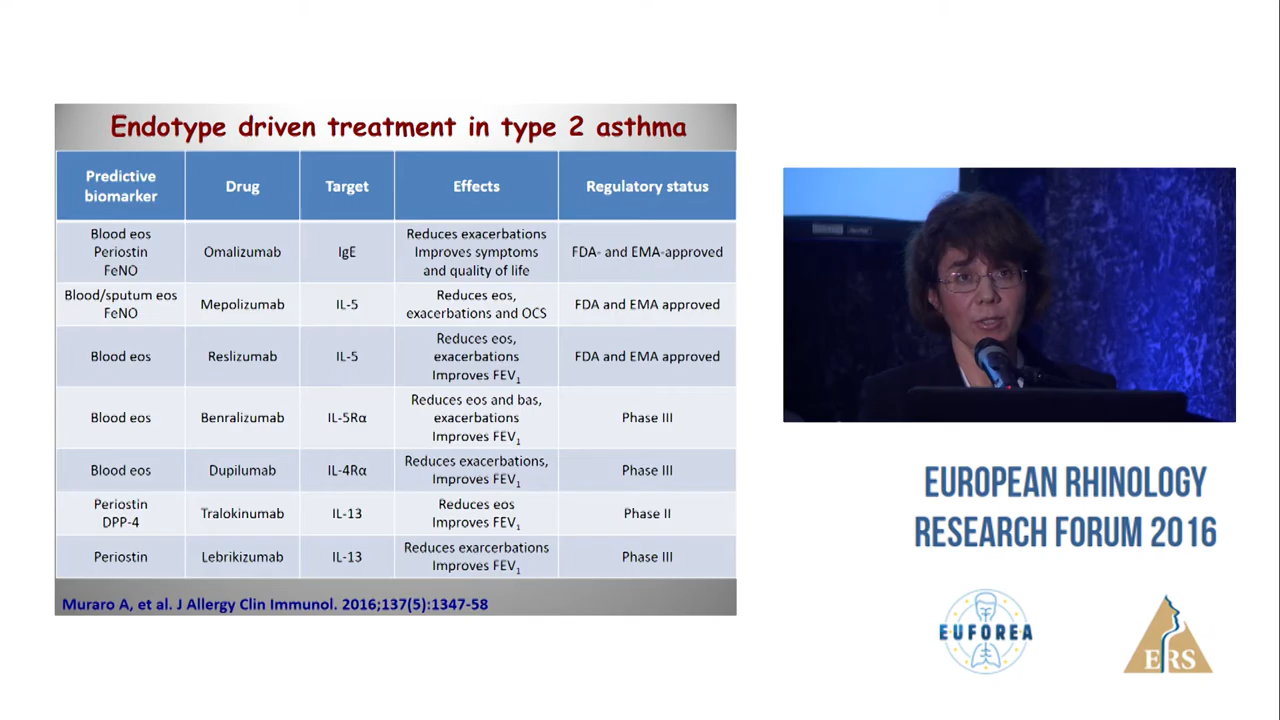 Endotype driven treatment in type 2 asthma
Predictive
biomarker
Drug
Target
Effects
Regulatory status
Blood eos
Periostin
FeNO
Omalizumab
IgE
Reduces exacerbations
Improves symptoms
and quality of life
FDA- and EMA-approved
Blood/sputum eos
FeNO
Mepolizumab
IL-5
Reduces eos,
exacerbations and OCS
FDA and EMA approved
Blood eos
Reslizumab
IL-5
Reduces eos,
exacerbations
Improves FEV1
FDA and EMA approved
Blood eos
Benralizumab
IL-5Rα
Reduces eos and bas,
exacerbations
Improves FEV1
Phase III
Blood eos
Dupilumab
IL-4Rα
Reduces exacerbations,
Improves FEV1
Phase III
Periostin
DPP-4
Tralokinumab
IL-13
Reduces eos
Improves FEV1
Phase II
Periostin
Lebrikizumab
IL-13
Reduces exarcerbations
Improves FEV1
Phase III
Muraro A, et al. J Allergy Clin Immunol. 2016;137(5):1347-58
EUROPEAN RHINOLOGY
RESEARCH FORUM 2016
EUFOREA
ERS